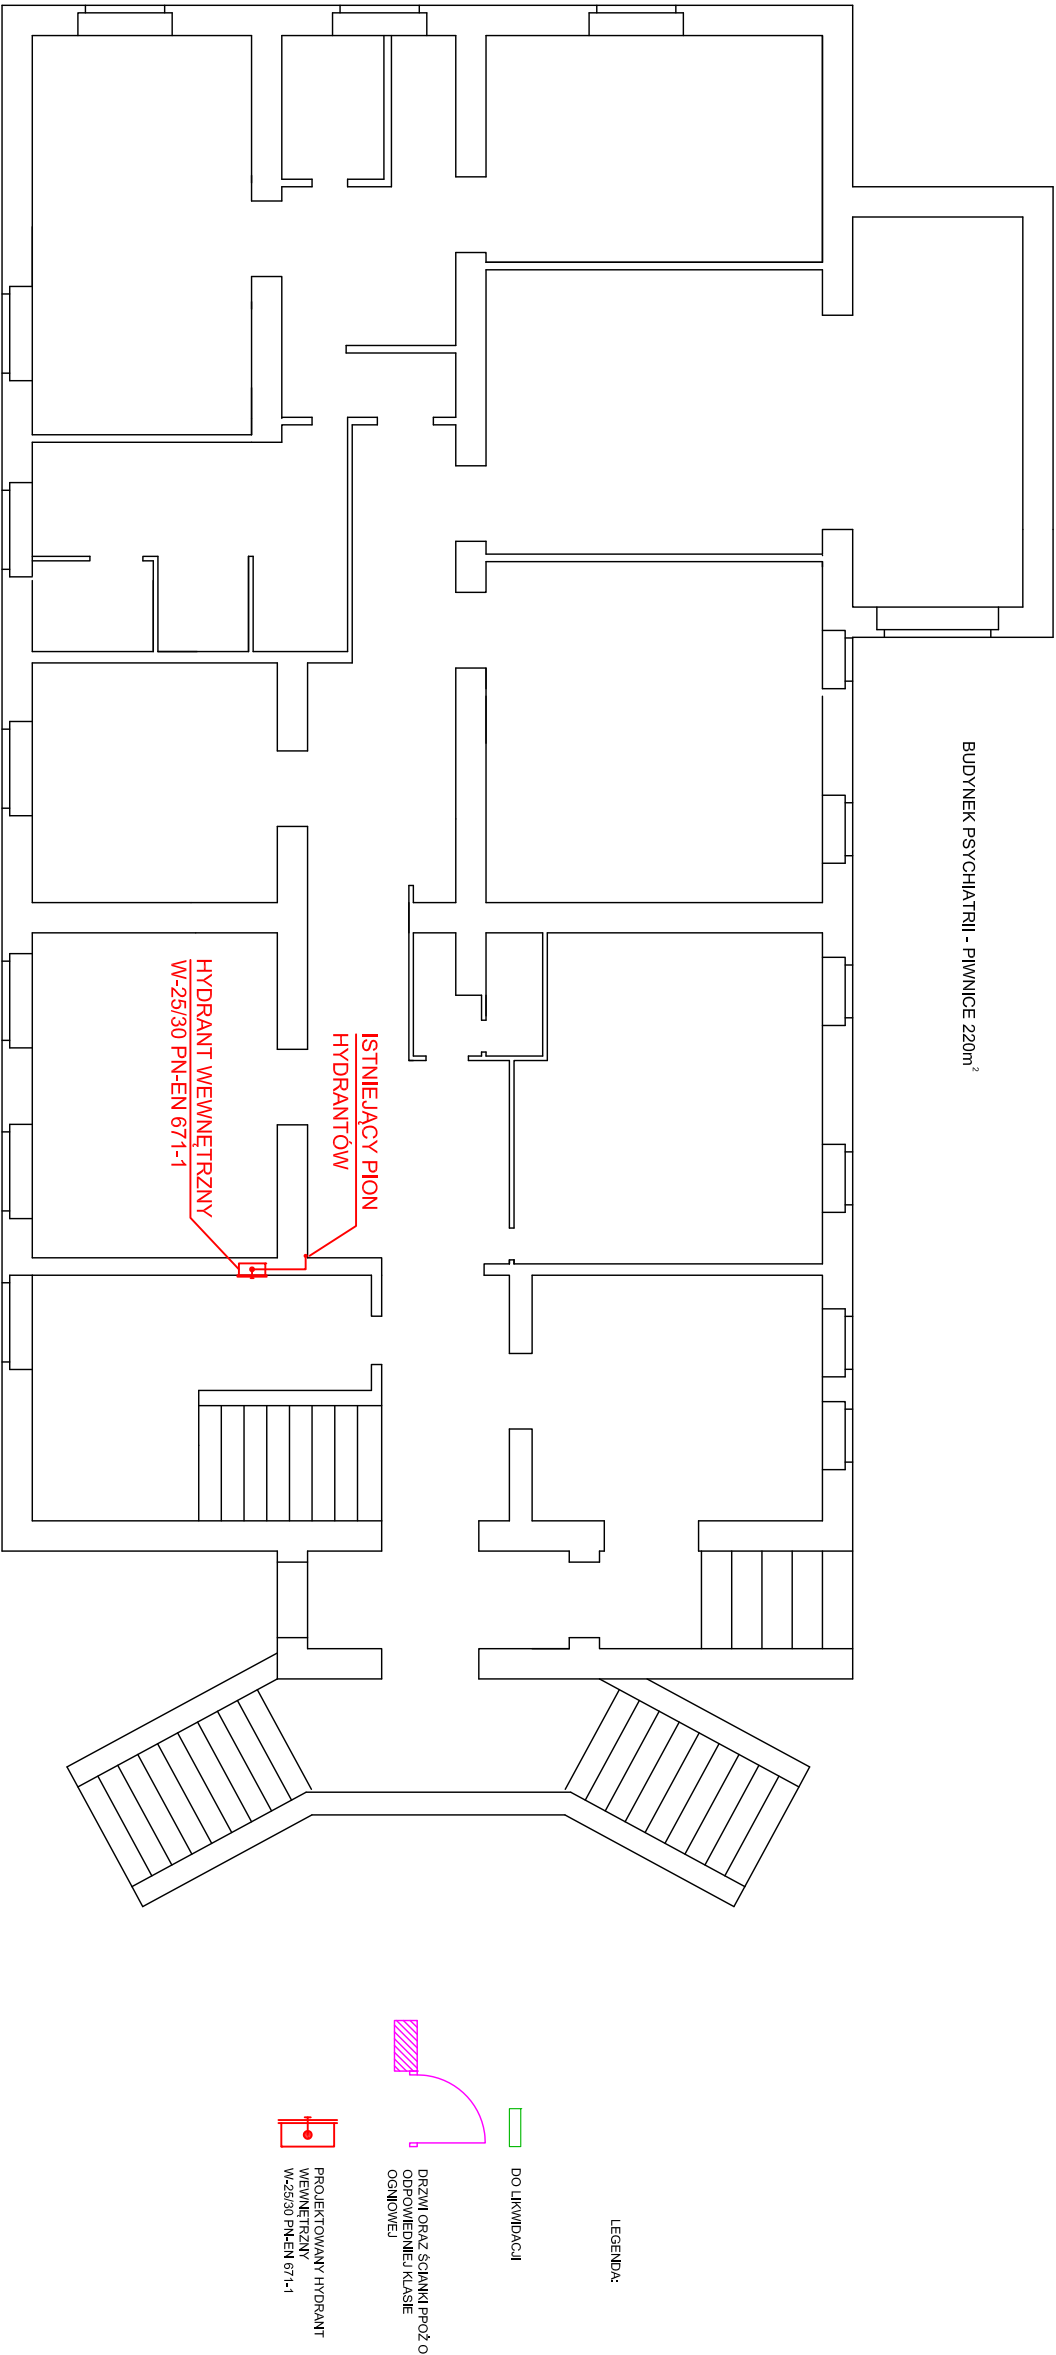 BUDYNEK PSYCHIATRII - PIWNICE 220m²
ISTNIEJĄCY PION
HYDRANTÓW
HYDRANT WEWNĘTRZNY
W-25/30 PN-EN 671-1
LEGENDA:
DO LIKWIDACJI
DRZWI ORAZ ŚCIANKI PPOŻ O
ODPOWIEDNIEJ KLASIE
OGNIOWEJ
PROJEKTOWANY HYDRANT
WEWNĘTRZNY
W-25/30 PN-EN 671-1